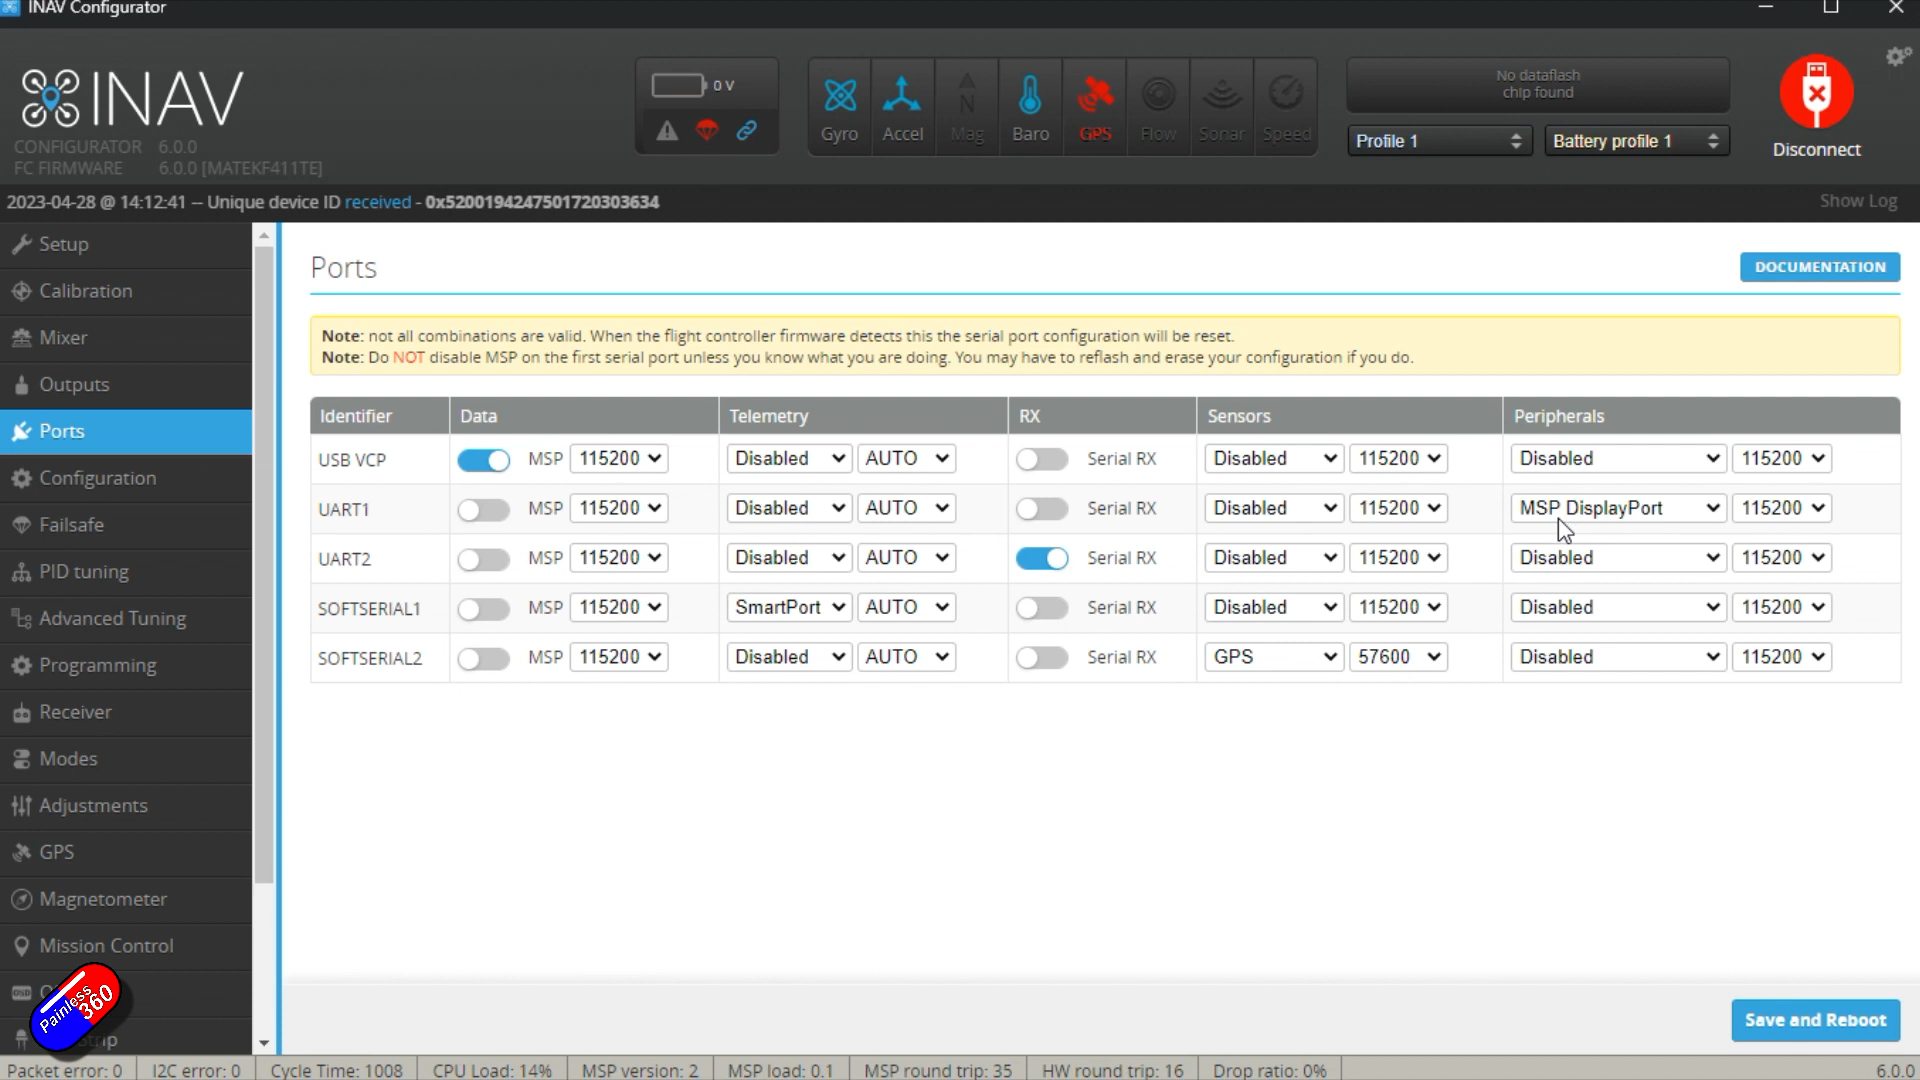 INAV Configurator
INAV
CONFIGURATOR 6.0.0
FC FIRMWARE 6.0.0 [MATEKF411TE]
0 V
Gyro
Accel
Mag
Baro
GPS
Flow
Sonar
Speed
No dataflash
chip found
Profile 1
Battery profile 1
Disconnect
2023-04-28 @ 14:12:41 -- Unique device ID received - 0x5200194247501720303634
Show Log
Setup
Calibration
Mixer
Outputs
Ports
Configuration
Failsafe
PID tuning
Advanced Tuning
Programming
Receiver
Modes
Adjustments
GPS
Magnetometer
Mission Control
OSD
Painless
360
Ports
DOCUMENTATION
Note: not all combinations are valid. When the flight controller firmware detects this the serial port configuration will be reset.
Note: Do NOT disable MSP on the first serial port unless you know what you are doing. You may have to reflash and erase your configuration if you do.
Identifier Data Telemetry RX Sensors Peripherals
USB VCP MSP 115200 Disabled AUTO Serial RX Disabled 115200 Disabled 115200
UART1 MSP 115200 Disabled AUTO Serial RX Disabled 115200 MSP DisplayPort 115200
UART2 MSP 115200 Disabled AUTO Serial RX Disabled 115200 Disabled 115200
SOFTSERIAL1 MSP 115200 SmartPort AUTO Serial RX Disabled 115200 Disabled 115200
SOFTSERIAL2 MSP 115200 Disabled AUTO Serial RX GPS 57600 Disabled 115200
Save and Reboot
Packet error: 0 I2C error: 0 Cycle Time: 1008 CPU Load: 14% MSP version: 2 MSP load: 0.1 MSP round trip: 35 HW round trip: 16 Drop ratio: 0% 6.0.0